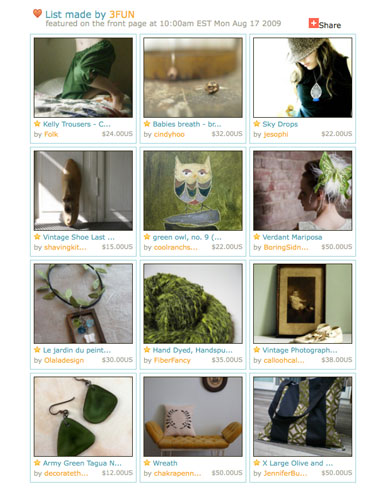 List made by 3FUN
featured on the front page at 10:00am EST Mon Aug 17 2009
Share
Kelly Trousers - C...
by Folk $24.00US
Babies breath - br...
by cindyhoo $32.00US
Sky Drops
by jesophi $22.00US
Vintage Shoe Last ...
by shavingkit... $15.00US
green owl, no. 9 (...
by coolranchs... $22.00US
Verdant Mariposa
by BoringSidn... $50.00US
Le jardin du peint...
by Olaladesign $30.00US
Hand Dyed, Handspu...
by FiberFancy $35.00US
Vintage Photograph...
by calloohcal... $38.00US
Army Green Tagua N...
by decorateth... $12.00US
Wreath
by chakrapenn... $50.00US
X Large Olive and ...
by JenniferBu... $50.00US